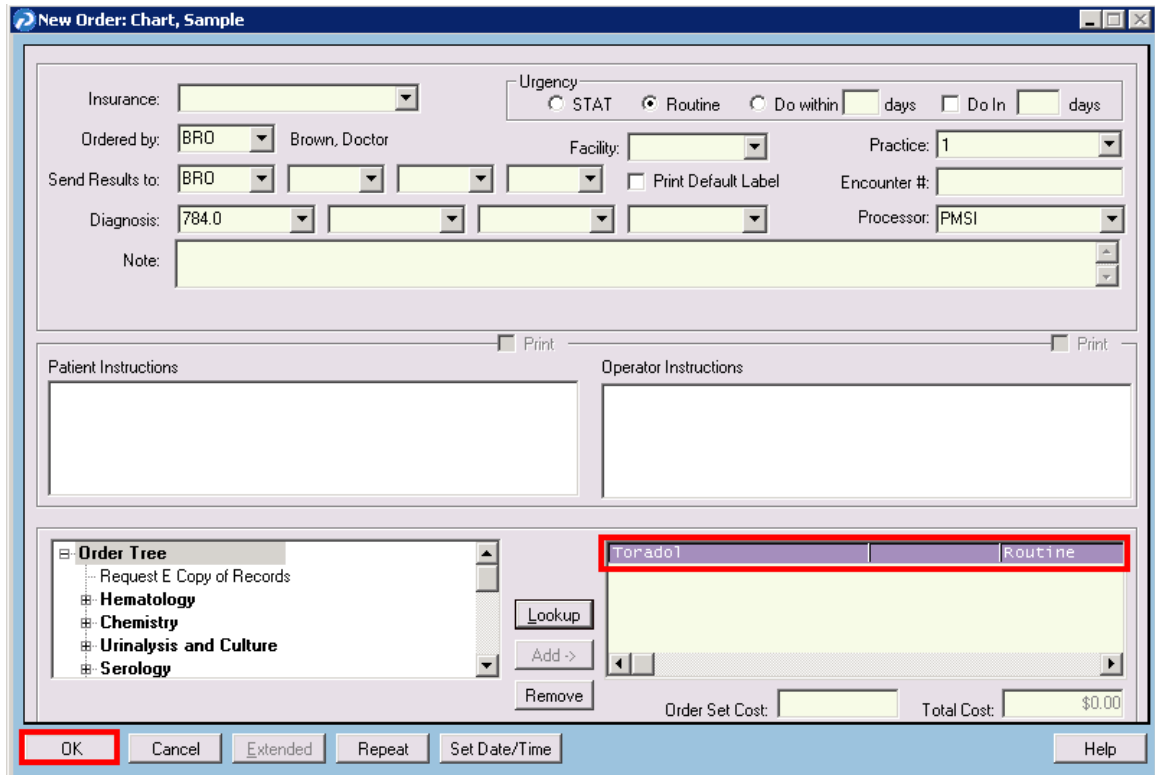 New Order: Chart, Sample
Urgency
Insurance:
STAT Routine Do within days Do In days
Ordered by: BRO Brown, Doctor Facility: Practice: 1
Send Results to: BRO Print Default Label Encounter #:
Diagnosis: 784.0 Processor: PMSI
Note:
Print Print
Patient Instructions Operator Instructions
Order Tree Toradol Routine
Request E Copy of Records
Hematology
Chemistry
Urinalysis and Culture
Serology
Lookup
Add ->
Remove
Order Set Cost: Total Cost: $0.00
OK Cancel Extended Repeat Set Date/Time Help